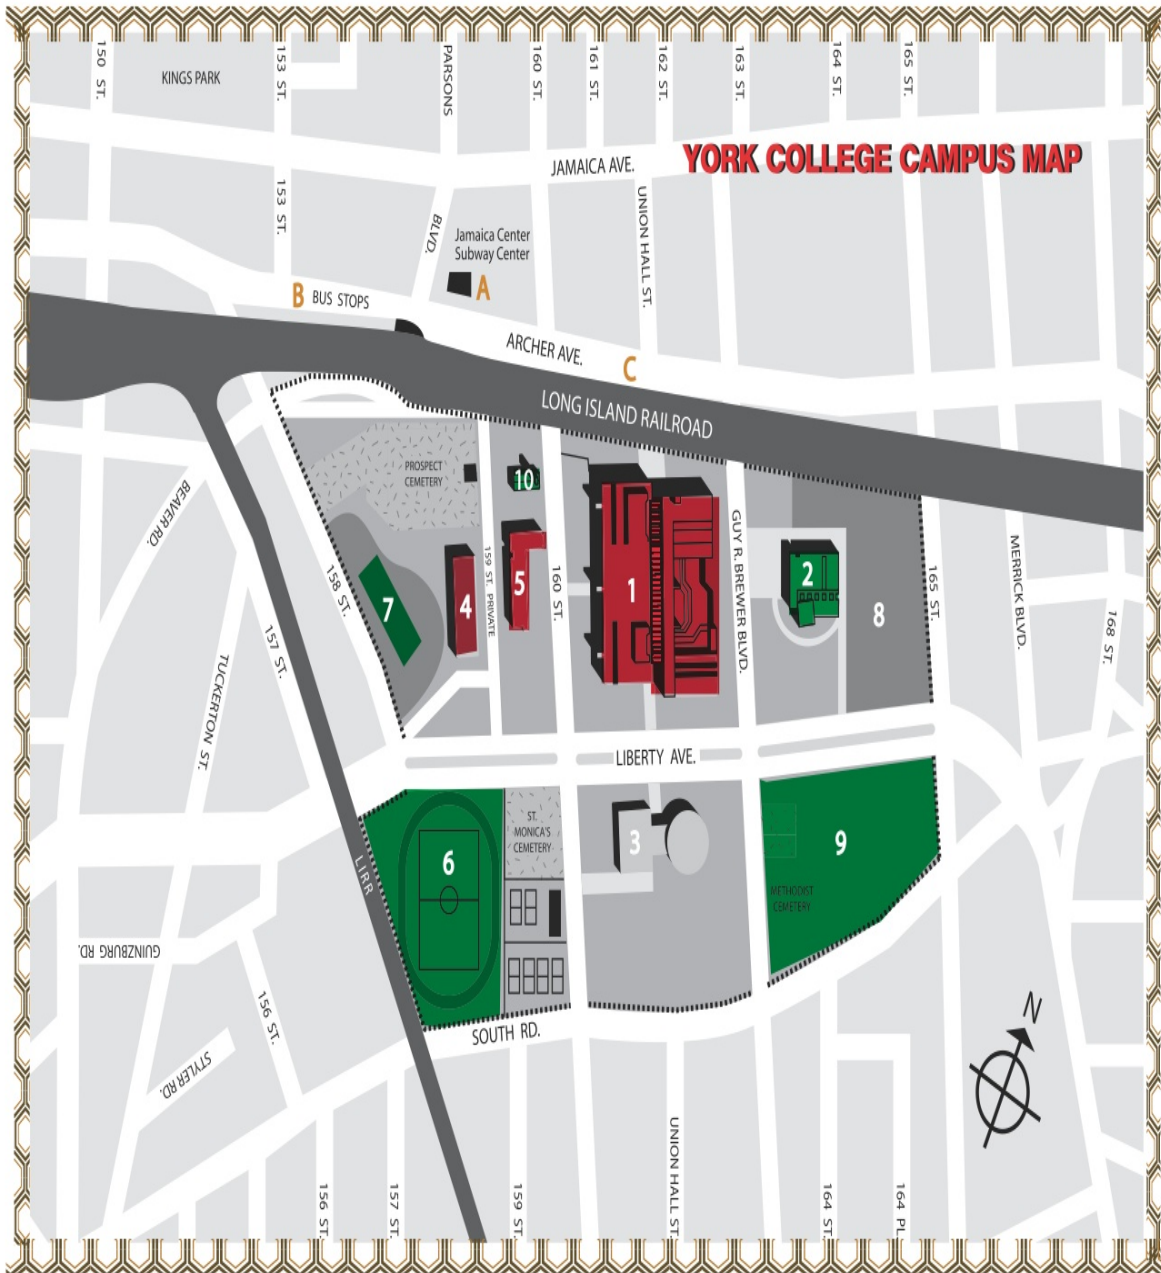 150 ST.
KINGS PARK
153 ST.
PARSONS
160 ST.
161 ST.
162 ST.
163 ST.
164 ST.
165 ST.
YORK COLLEGE CAMPUS MAP
JAMAICA AVE.
153 ST.
BLVD.
Jamaica Center
Subway Center
UNION HALL ST.
A
B
BUS STOPS
ARCHER AVE.
C
LONG ISLAND RAILROAD
PROSPECT
CEMETERY
10
BEAVER RD.
158 ST.
7
4
159 ST. PRIVATE
5
160 ST.
1
GUY R. BREWER BLVD.
2
8
165 ST.
MERRICK BLVD.
168 ST.
157 ST.
TUCKERTON ST.
LIBERTY AVE.
ST.
MONICA'S
CEMETERY
6
3
9
METHODIST
CEMETERY
LIRR
GUINZBURG RD.
156 ST.
STYLER RD.
SOUTH RD.
N
156 ST.
157 ST.
159 ST.
UNION HALL ST.
164 ST.
164 PL.